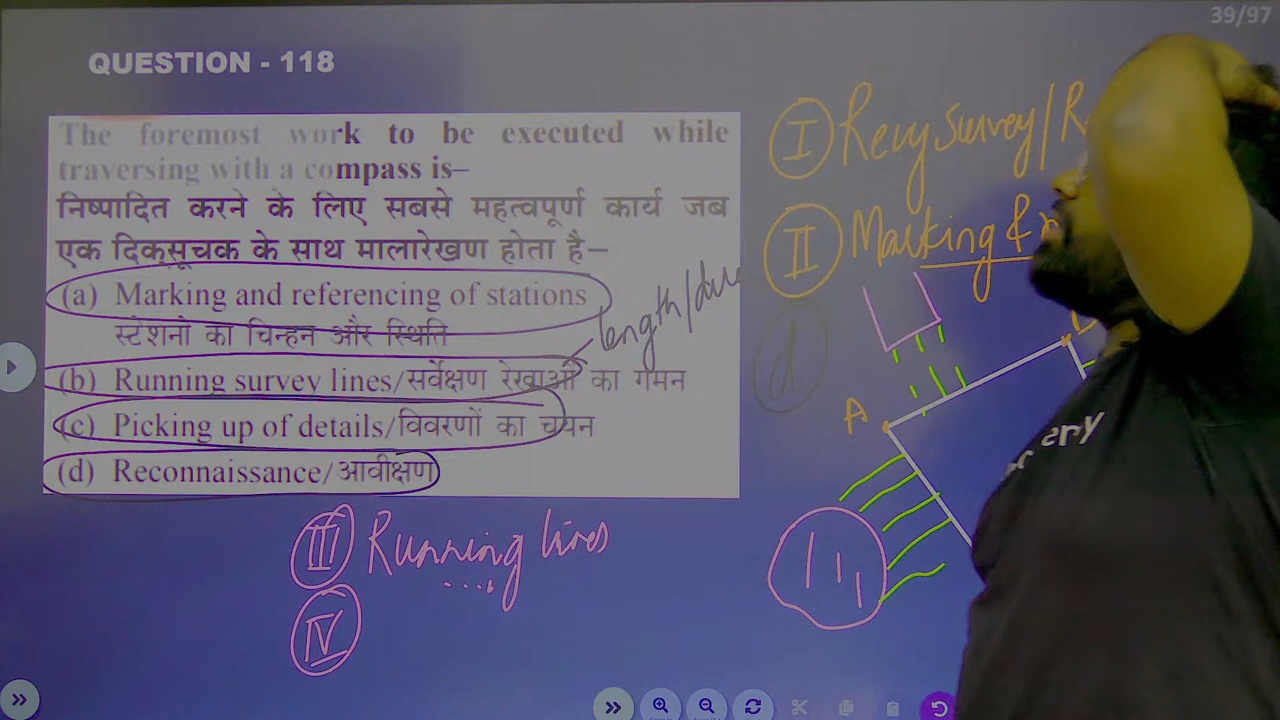 39/97
QUESTION - 118
The foremost work to be executed while
traversing with a compass is–
निष्पादित करने के लिए सबसे महत्वपूर्ण कार्य जब
एक दिक्सूचक के साथ मालारेखण होता है–
(a) Marking and referencing of stations
स्टेशनो का चिन्हन और स्थिति
(b) Running survey lines/सर्वेक्षण रेखाओं का गमन
(c) Picking up of details/विवरणों का चयन
(d) Reconnaissance/आवीक्षण
I Recy Survey/R
II Marking &
length/
d
A
III Running lines
IV
ery